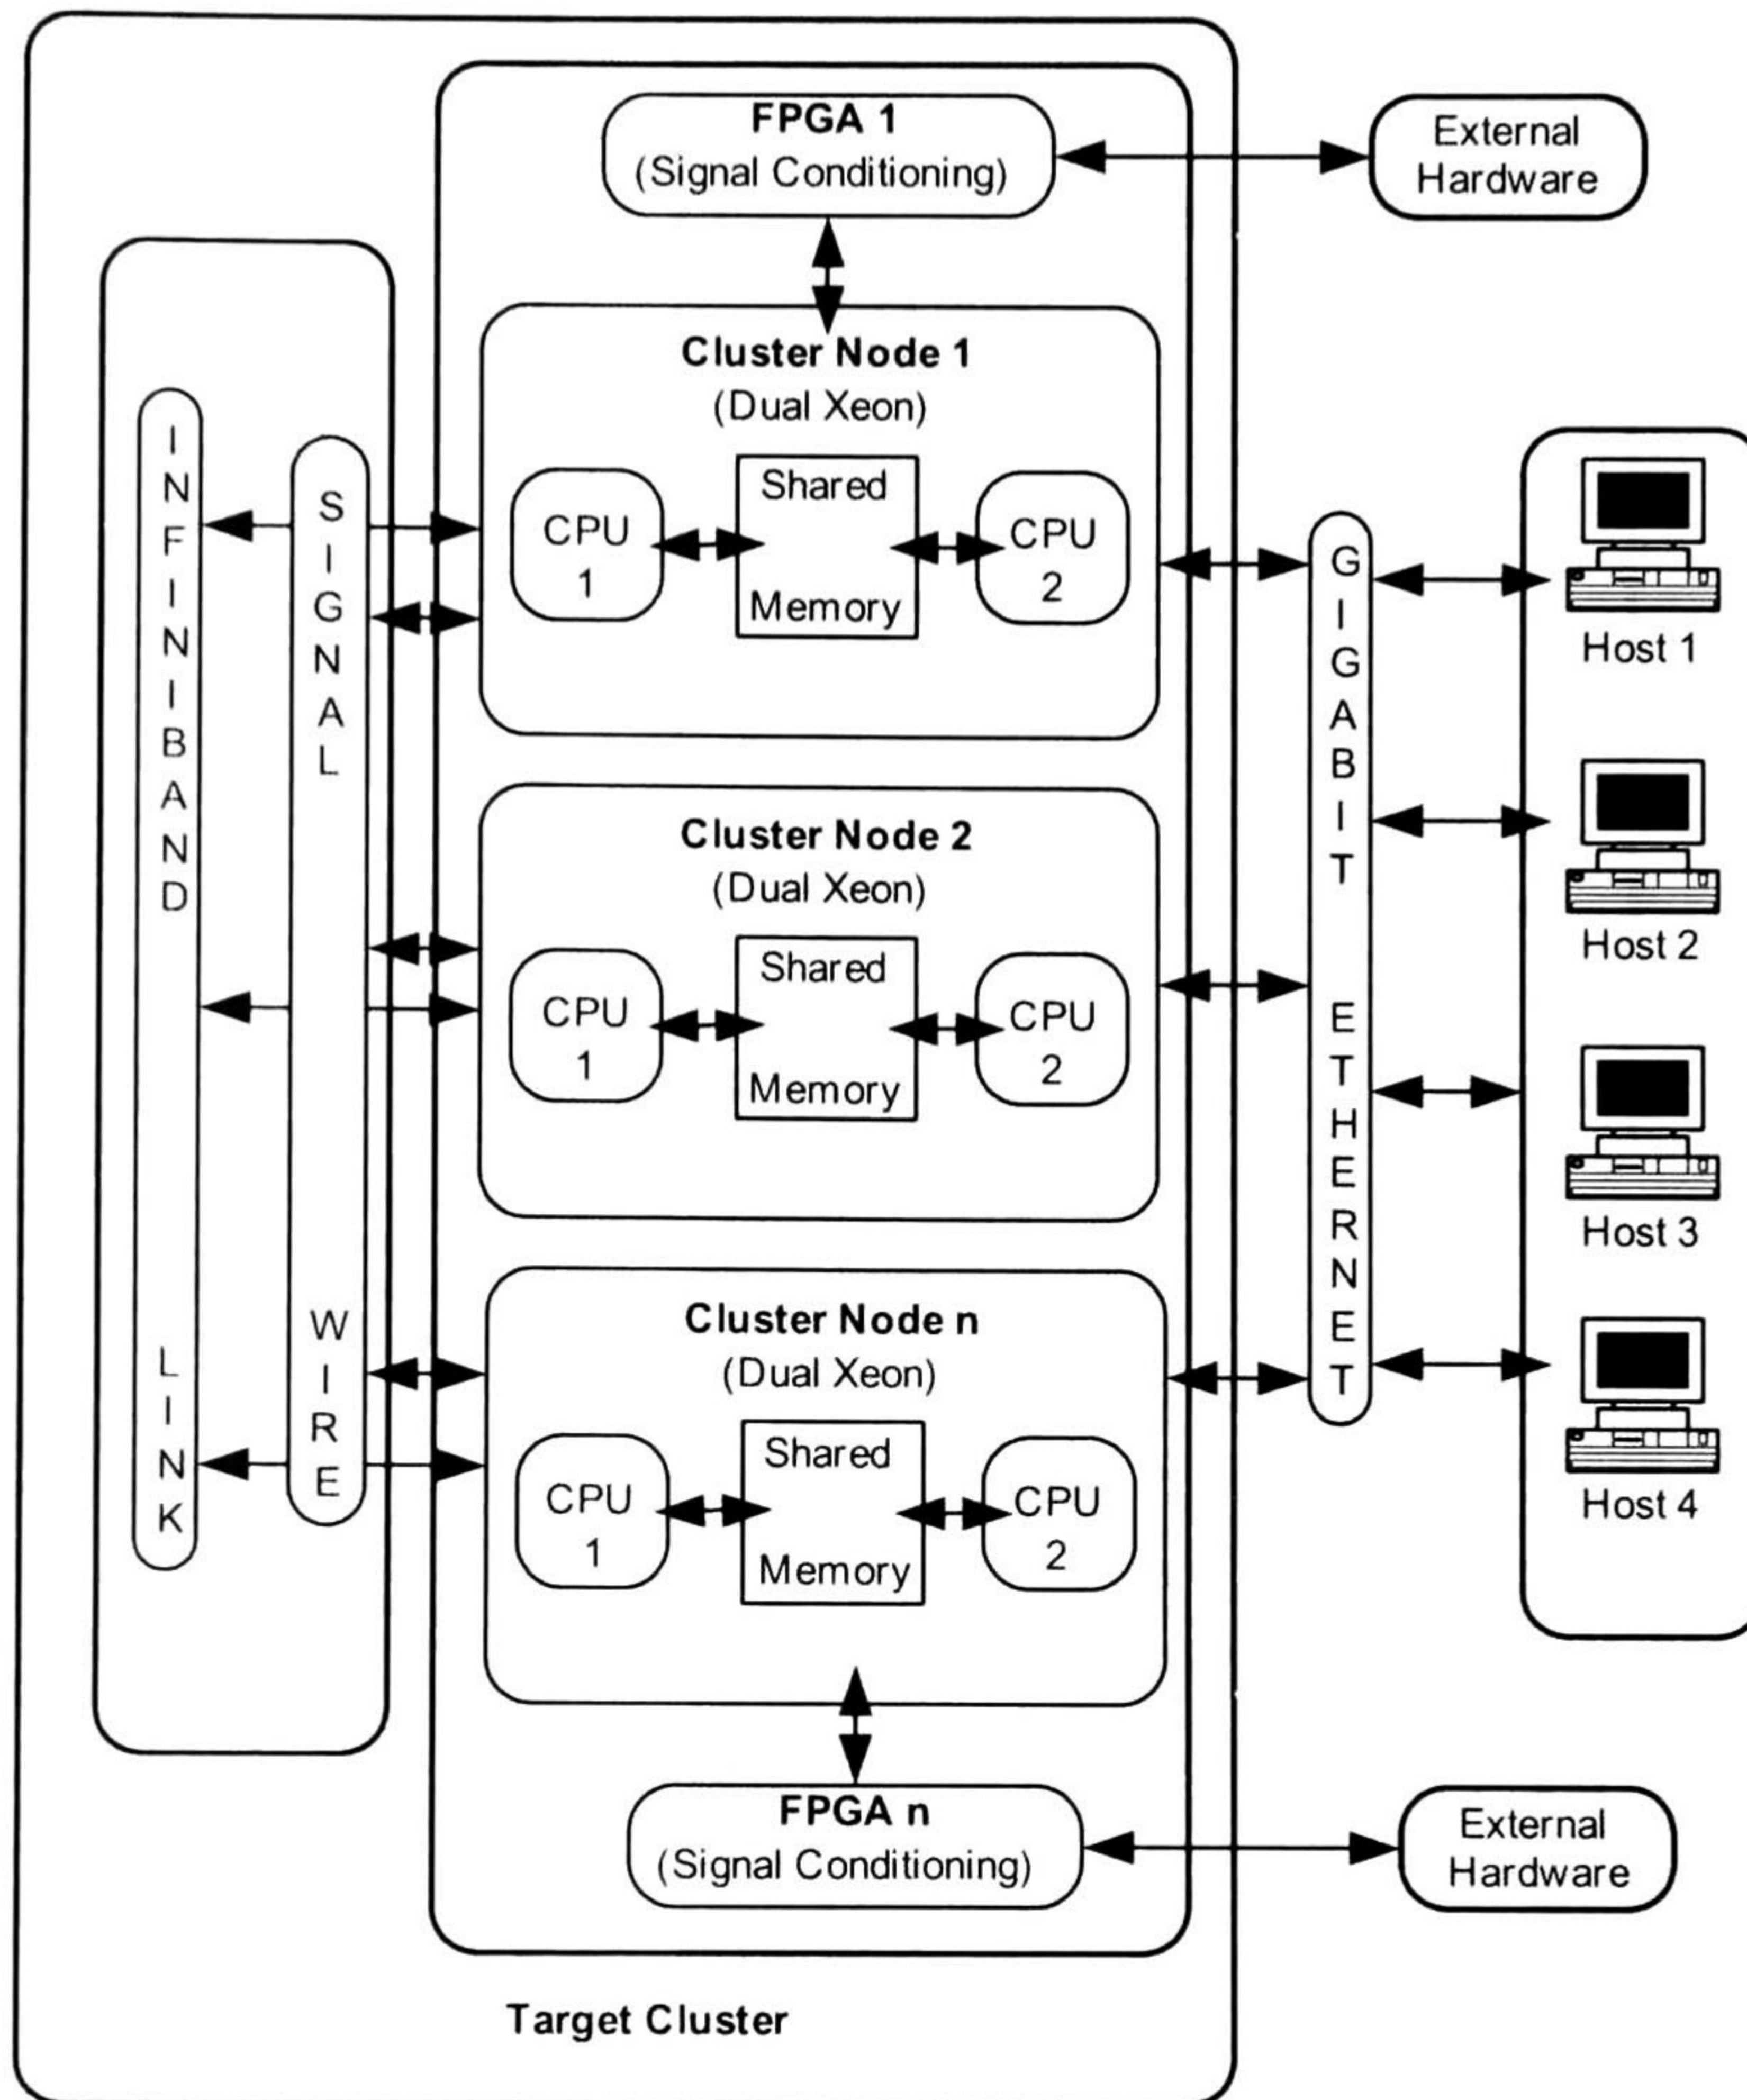 FPGA 1
(Signal Conditioning)
External
Hardware
Cluster Node 1
(Dual Xeon)
CPU
1
Shared
Memory
CPU
2
Cluster Node 2
(Dual Xeon)
CPU
1
Shared
Memory
CPU
2
Cluster Node n
(Dual Xeon)
CPU
1
Shared
Memory
CPU
2
FPGA n
(Signal Conditioning)
External
Hardware
INFINIBAND LINK
SIGNAL WIRE
GIGABIT ETHERNET
Host 1
Host 2
Host 3
Host 4
Target Cluster